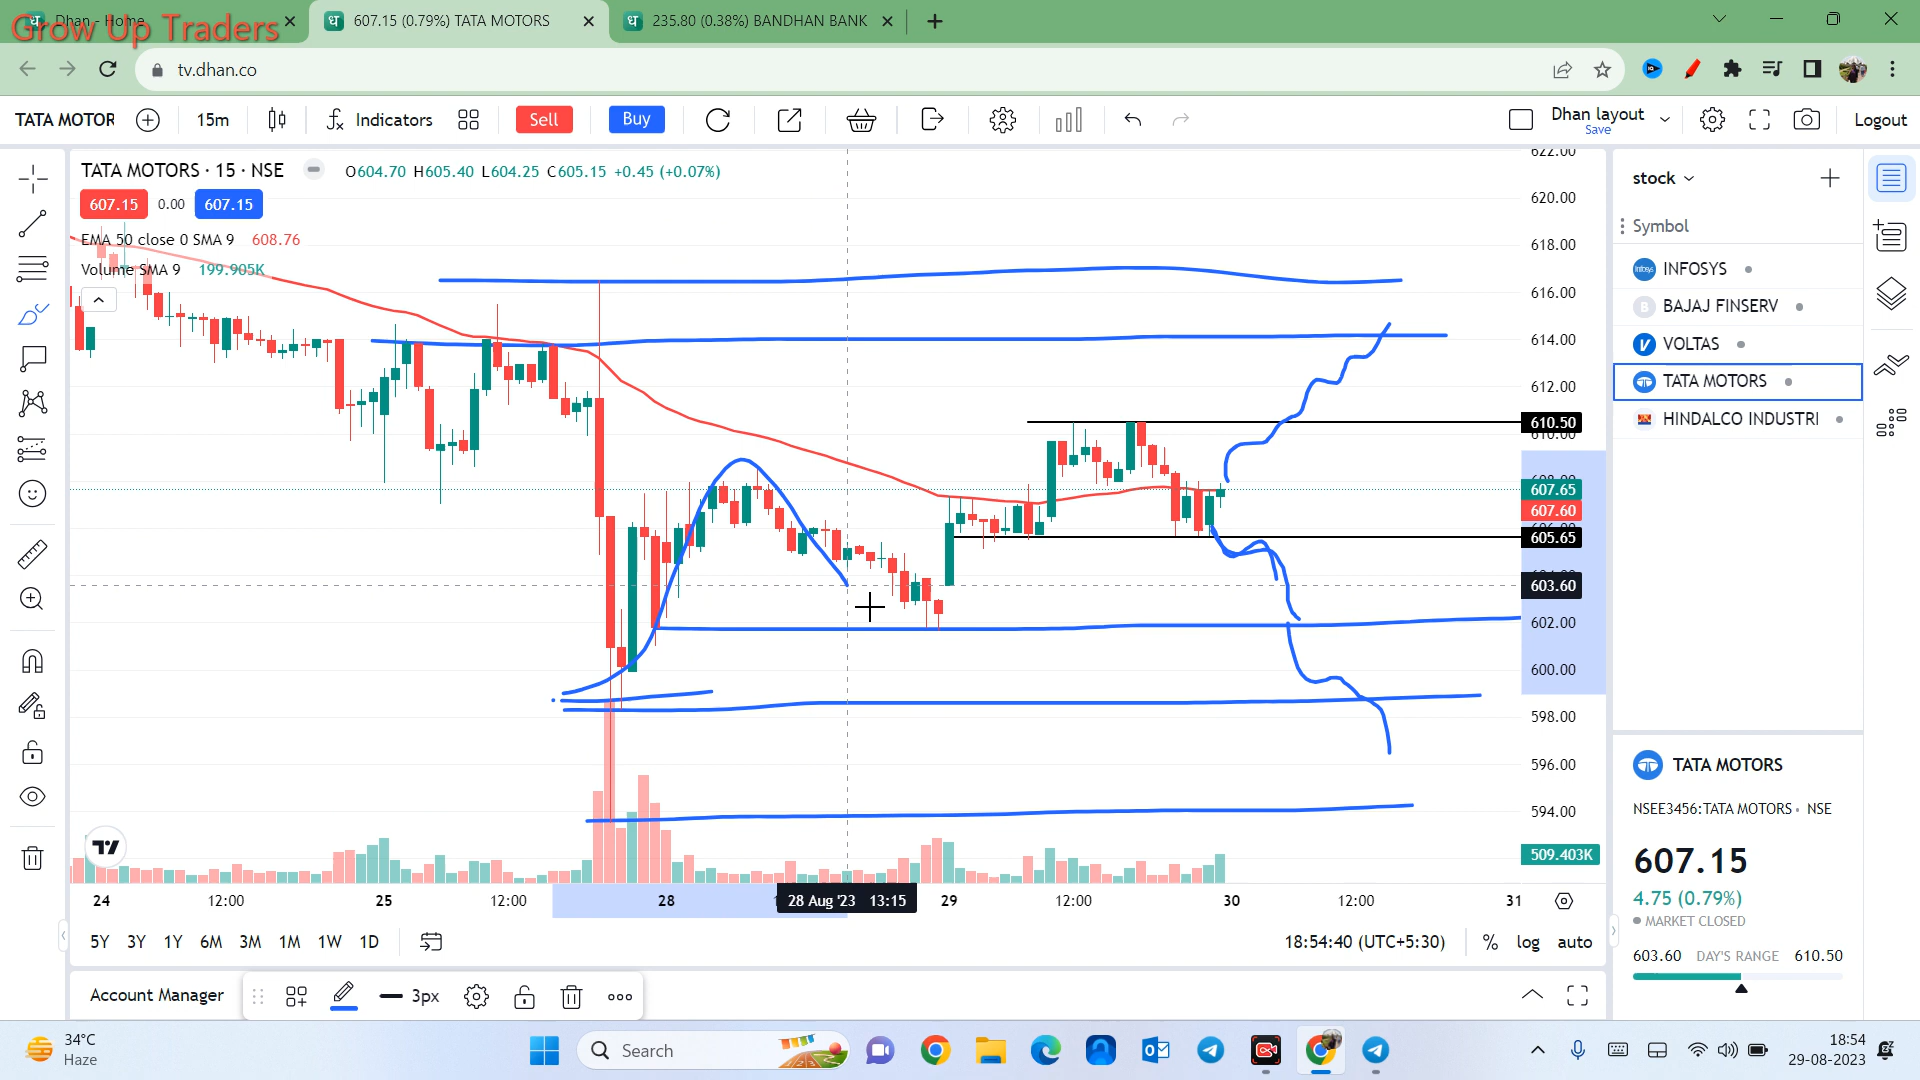 Dhan - Home
Grow Up Traders
607.15 (0.79%) TATA MOTORS
235.80 (0.38%) BANDHAN BANK
tv.dhan.co
TATA MOTOR
15m
Indicators
Sell
Buy
Dhan layout
Save
Logout
TATA MOTORS · 15 · NSE
O604.70 H605.40 L604.25 C605.15 +0.45 (+0.07%)
607.15 0.00 607.15
EMA 50 close 0 SMA 9 608.76
Volume SMA 9 199.905K
622.00
620.00
618.00
616.00
614.00
612.00
610.50
610.00
607.65
607.60
605.65
603.60
602.00
600.00
598.00
596.00
594.00
509.403K
stock
Symbol
INFOSYS
BAJAJ FINSERV
VOLTAS
TATA MOTORS
HINDALCO INDUSTRI
TATA MOTORS
NSEE3456:TATA MOTORS · NSE
607.15
4.75 (0.79%)
MARKET CLOSED
603.60 DAY'S RANGE 610.50
24 12:00 25 12:00 28 28 Aug '23 13:15 29 12:00 30 12:00 31
5Y 3Y 1Y 6M 3M 1M 1W 1D
18:54:40 (UTC+5:30) % log auto
Account Manager
3px
34°C
Haze
Search
18:54
29-08-2023